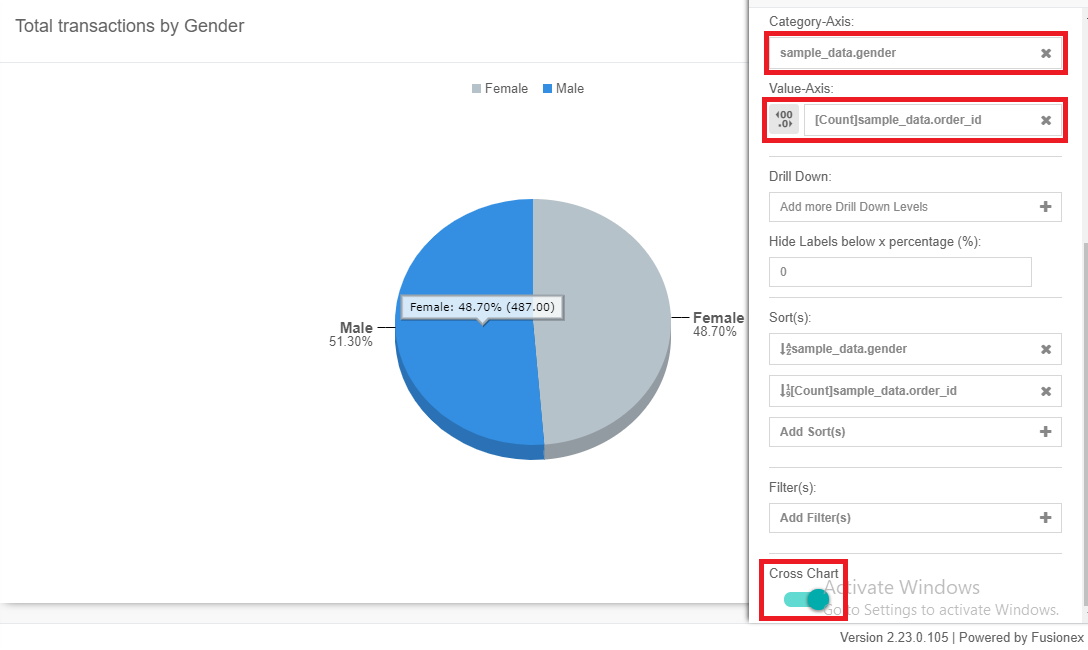 Total transactions by Gender
Female Male
Female: 48.70% (487.00)
Male
51.30%
Female
48.70%
Category-Axis:
sample_data.gender
Value-Axis:
00
.0
[Count]sample_data.order_id
Drill Down:
Add more Drill Down Levels
Hide Labels below x percentage (%):
0
Sort(s):
sample_data.gender
[Count]sample_data.order_id
Add Sort(s)
Filter(s):
Add Filter(s)
Cross Chart
Activate Windows
Go to Settings to activate Windows.
Version 2.23.0.105 | Powered by Fusionex